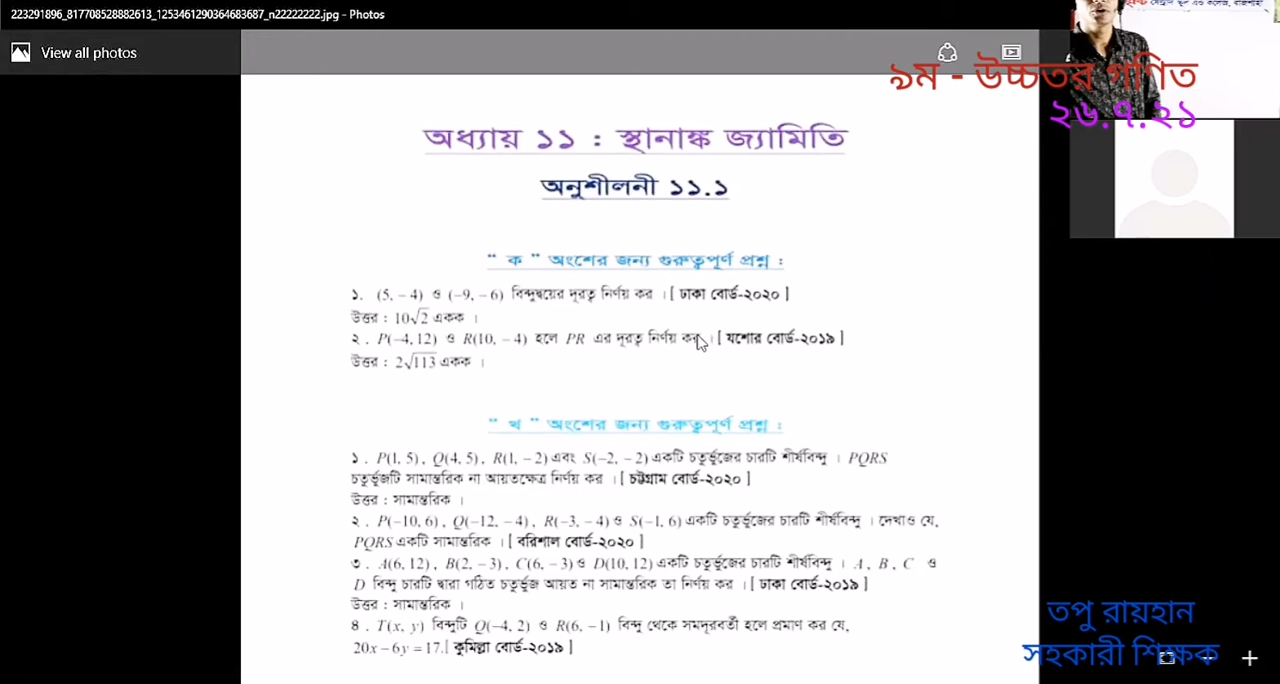 223291896_817708528882613_1253461290364683687_n22222222.jpg - Photos
View all photos
৯ম - উচ্চতর গণিত
২৬.৭.২১
অধ্যায় ১১ : স্থানাঙ্ক জ্যামিতি
অনুশীলনী ১১.১
“ ক ” অংশের জন্য গুরুত্বপূর্ণ প্রশ্ন :
১. (5, – 4) ও (–9, – 6) বিন্দুদ্বয়ের দূরত্ব নির্ণয় কর । [ ঢাকা বোর্ড-২০২০ ]
উত্তর : 10√2 একক ।
২ . P(–4, 12) ও R(10, – 4) হলে PR এর দূরত্ব নির্ণয় কর । [ যশোর বোর্ড-২০১৯ ]
উত্তর : 2√113 একক ।
“ খ ” অংশের জন্য গুরুত্বপূর্ণ প্রশ্ন :
১ . P(1, 5) , Q(4, 5), R(1, – 2) এবং S(–2, – 2) একটি চতুর্ভুজের চারটি শীর্ষবিন্দু । PQRS
চতুর্ভুজটি সামান্তরিক না আয়তক্ষেত্র নির্ণয় কর । [ চট্টগ্রাম বোর্ড-২০২০ ]
উত্তর : সামান্তরিক ।
২ . P(–10, 6), Q(–12, – 4), R(–3, – 4) ও S(–1, 6) একটি চতুর্ভুজের চারটি শীর্ষবিন্দু । দেখাও যে,
PQRS একটি সামান্তরিক । [ বরিশাল বোর্ড-২০২০ ]
৩ . A(6, 12), B(2, – 3), C(6, – 3) ও D(10, 12) একটি চতুর্ভুজের চারটি শীর্ষবিন্দু । A , B , C ও
D বিন্দু চারটি দ্বারা গঠিত চতুর্ভুজ আয়ত না সামান্তরিক তা নির্ণয় কর । [ ঢাকা বোর্ড-২০১৯ ]
উত্তর : সামান্তরিক ।
৪ . T(x, y) বিন্দুটি Q(–4, 2) ও R(6, –1) বিন্দু থেকে সমদূরবর্তী হলে প্রমাণ কর যে,
20x – 6y = 17.[ কুমিল্লা বোর্ড-২০১৯ ]
তপু রায়হান
সহকারী শিক্ষক